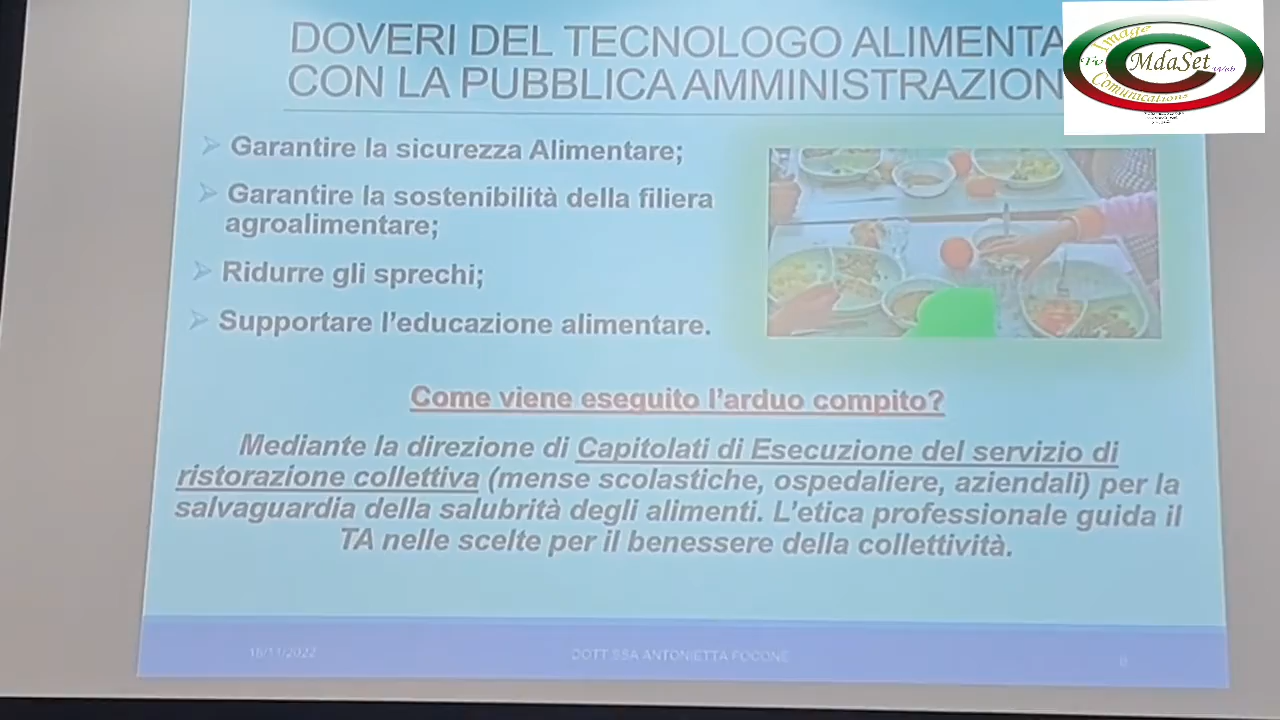 DOVERI DEL TECNOLOGO ALIMENTA
CON LA PUBBLICA AMMINISTRAZION
Image
MdaSet
Web
Comunications
➢ Garantire la sicurezza Alimentare;
➢ Garantire la sostenibilità della filiera
agroalimentare;
➢ Ridurre gli sprechi;
➢ Supportare l'educazione alimentare.
Come viene eseguito l'arduo compito?
Mediante la direzione di Capitolati di Esecuzione del servizio di
ristorazione collettiva (mense scolastiche, ospedaliere, aziendali) per la
salvaguardia della salubrità degli alimenti. L'etica professionale guida il
TA nelle scelte per il benessere della collettività.
DOTT.SSA ANTONIETTA FOCONE